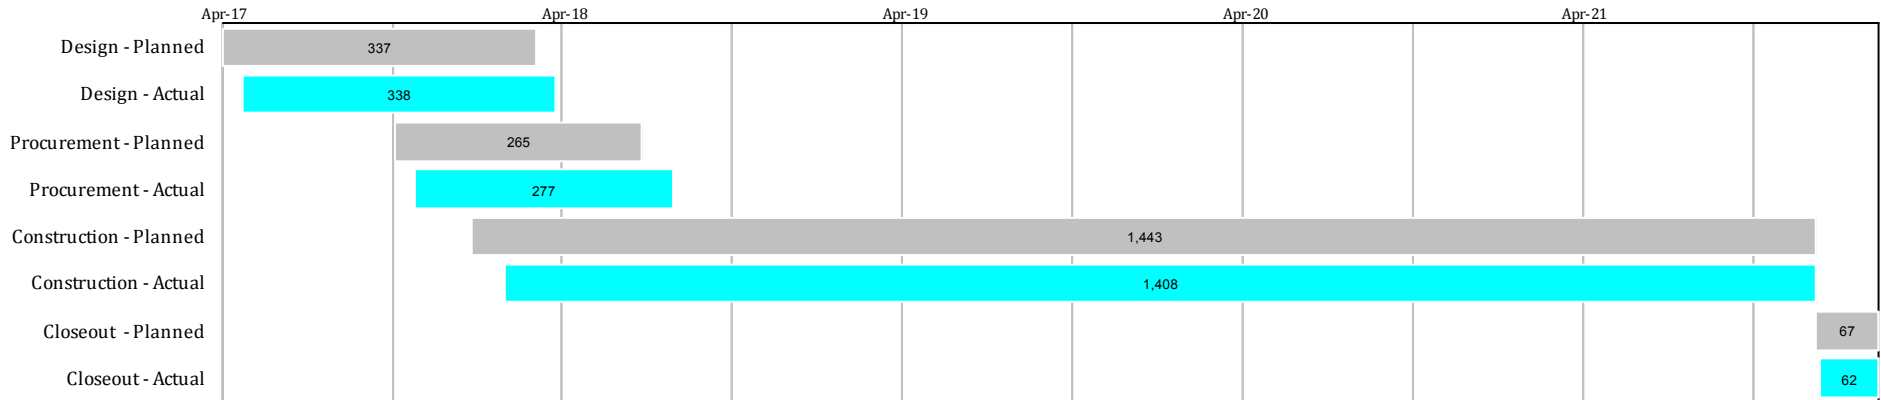 Apr-17 Apr-18 Apr-19 Apr-20 Apr-21
Design - Planned 337
Design - Actual 338
Procurement - Planned 265
Procurement - Actual 277
Construction - Planned 1,443
Construction - Actual 1,408
Closeout - Planned 67
Closeout - Actual 62